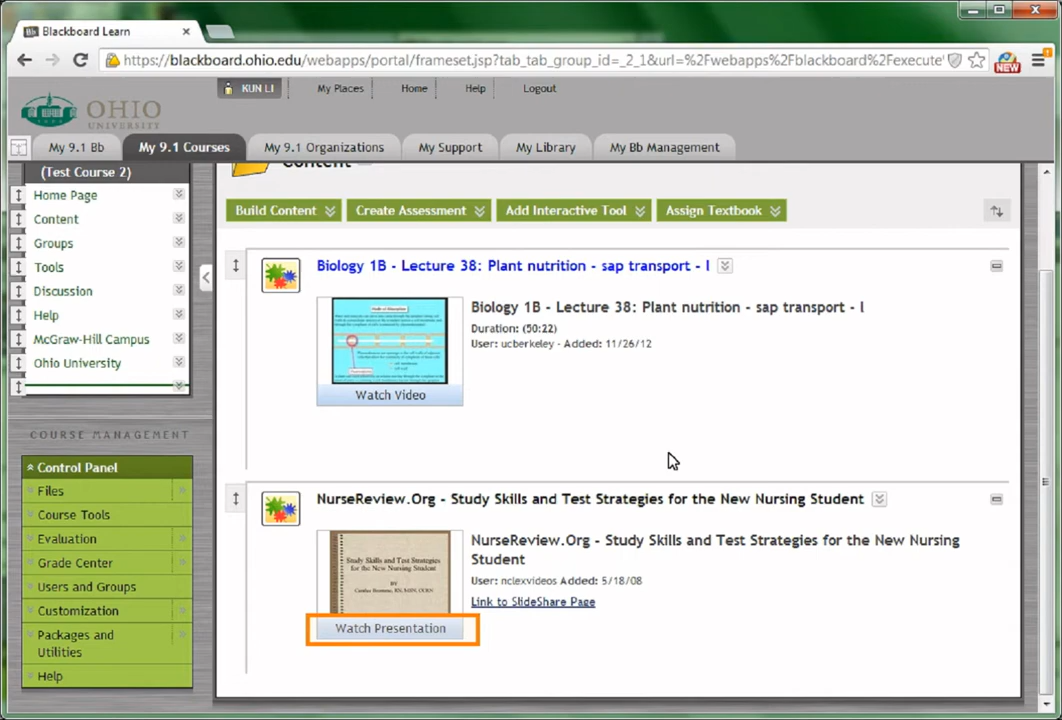 Blackboard Learn
https://blackboard.ohio.edu/webapps/portal/frameset.jsp?tab_tab_group_id=_2_1&url=%2Fwebapps%2Fblackboard%2Fexecute'
NEW
KUN LI
My Places
Home
Help
Logout
OHIO
UNIVERSITY
My 9.1 Bb
My 9.1 Courses
My 9.1 Organizations
My Support
My Library
My Bb Management
(Test Course 2)
Home Page
Content
Groups
Tools
Discussion
Help
McGraw-Hill Campus
Ohio University
COURSE MANAGEMENT
Control Panel
Files
Course Tools
Evaluation
Grade Center
Users and Groups
Customization
Packages and
Utilities
Help
Content
Build Content
Create Assessment
Add Interactive Tool
Assign Textbook
Biology 1B - Lecture 38: Plant nutrition - sap transport - I
Biology 1B - Lecture 38: Plant nutrition - sap transport - I
Duration: (50:22)
User: ucberkeley - Added: 11/26/12
Watch Video
NurseReview.Org - Study Skills and Test Strategies for the New Nursing Student
NurseReview.Org - Study Skills and Test Strategies for the New Nursing
Student
User: nclexvideos Added: 5/18/08
Link to SlideShare Page
Study Skills and Test Strategies
for the New Nursing Student
BY
Watch Presentation